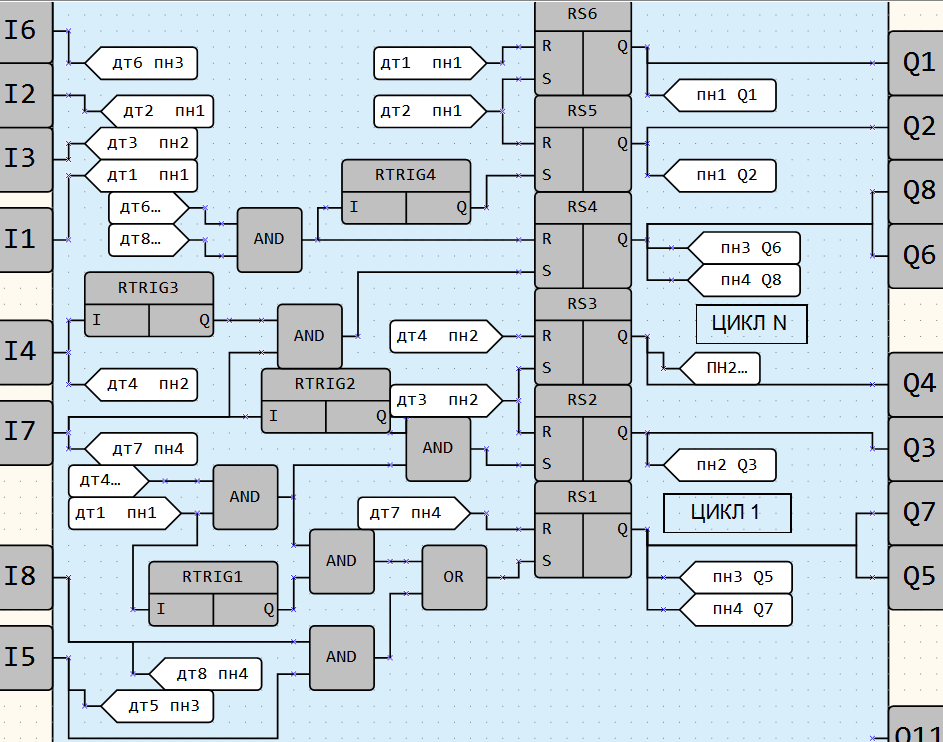 RS6
I6
R Q
дт6 пн3
дт1 пн1
Q1
S
I2
пн1 Q1
дт2 пн1
дт2 пн1
RS5
Q2
I3
дт3 пн2
R Q
дт1 пн1
RTRIG4
S
пн1 Q2
Q8
дт6...
I Q
RS4
I1
дт8...
AND
R Q
пн3 Q6
Q6
S
пн4 Q8
RTRIG3
RS3
I Q
ЦИКЛ N
I4
AND
дт4 пн2
R Q
S
ПН2...
дт4 пн2
RTRIG2
Q4
дт3 пн2
RS2
I Q
I7
R Q
Q3
дт7 пн4
AND
S
пн2 Q3
дт4...
AND
RS1
дт1 пн1
дт7 пн4
ЦИКЛ 1
Q7
R Q
I8
RTRIG1
AND
OR
S
пн3 Q5
Q5
I Q
пн4 Q7
I5
AND
дт8 пн4
дт5 пн3
Q11